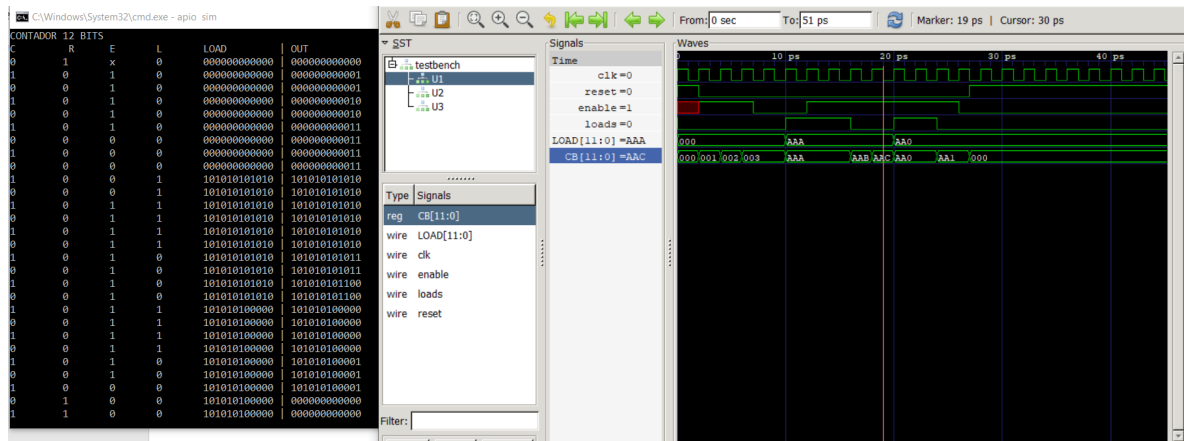 C:\Windows\System32\cmd.exe - apio sim
CONTADOR 12 BITS
C R E L LOAD | OUT
0 1 x 0 000000000000 | 000000000000
1 0 1 0 000000000000 | 000000000001
0 0 1 0 000000000000 | 000000000001
1 0 1 0 000000000000 | 000000000010
0 0 1 0 000000000000 | 000000000010
1 0 1 0 000000000000 | 000000000011
0 0 0 0 000000000000 | 000000000011
1 0 0 0 000000000000 | 000000000011
0 0 0 0 000000000000 | 000000000011
1 0 0 1 101010101010 | 101010101010
0 0 0 1 101010101010 | 101010101010
1 0 1 1 101010101010 | 101010101010
0 0 1 1 101010101010 | 101010101010
1 0 1 1 101010101010 | 101010101010
0 0 1 0 101010101010 | 101010101010
1 0 1 0 101010101010 | 101010101011
0 0 1 0 101010101010 | 101010101011
1 0 1 0 101010101010 | 101010101100
0 0 1 0 101010101010 | 101010101100
1 0 1 1 101010100000 | 101010100000
0 0 1 1 101010100000 | 101010100000
1 0 1 1 101010100000 | 101010100000
0 0 1 1 101010100000 | 101010100000
1 0 1 0 101010100000 | 101010100001
0 0 1 0 101010100000 | 101010100001
1 0 0 0 101010100000 | 101010100001
0 1 0 0 101010100000 | 000000000000
1 1 0 0 101010100000 | 000000000000
From: 0 sec To: 51 ps Marker: 19 ps | Cursor: 30 ps
SST
testbench
U1
U2
U3
Type Signals
reg CB[11:0]
wire LOAD[11:0]
wire clk
wire enable
wire loads
wire reset
Filter:
Signals
Time
clk=0
reset=0
enable=1
loads=0
LOAD[11:0]=AAA
CB[11:0]=AAC
Waves
10 ps 20 ps 30 ps 40 ps
000 AAA AA0
000 001 002 003 AAA AAB AAC AA0 AA1 000